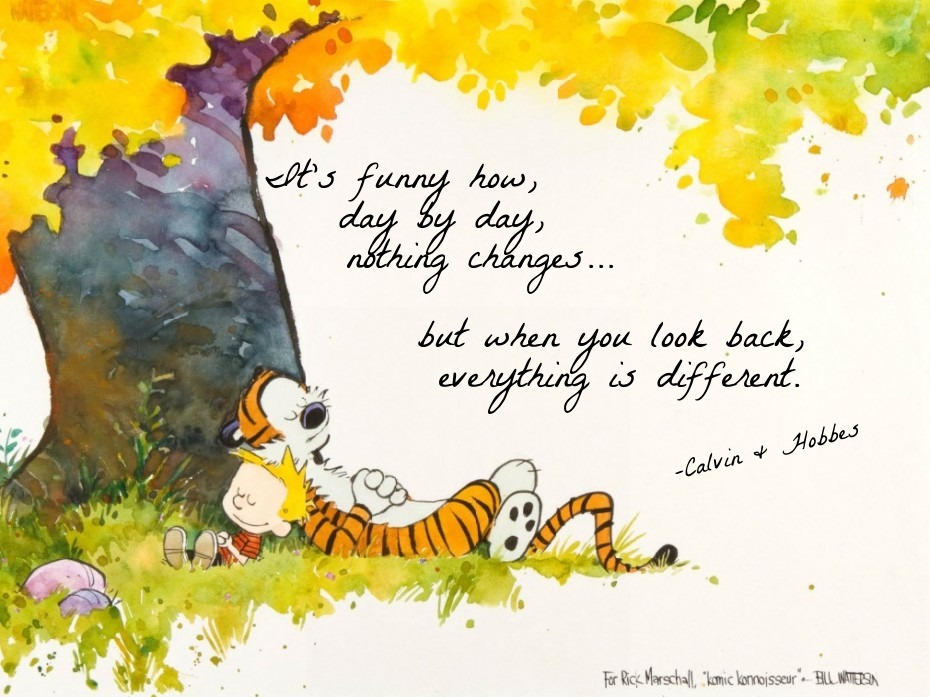 It's funny how,
day by day,
nothing changes...
but when you look back,
everything is different.
-Calvin & Hobbes
For Rick Marschall, "komic konnoisseur" - BILL WATTERSON